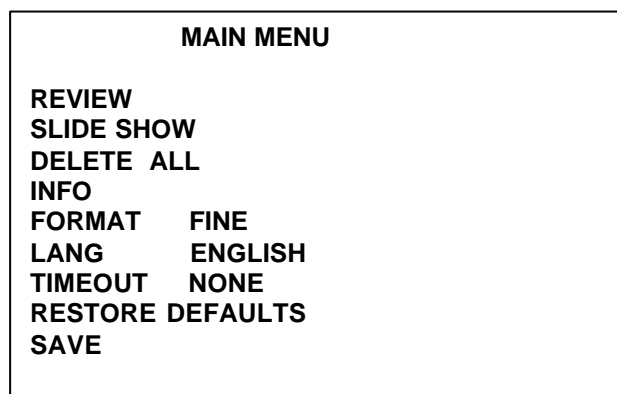 MAIN MENU
REVIEW
SLIDE SHOW
DELETE ALL
INFO
FORMAT FINE
LANG ENGLISH
TIMEOUT NONE
RESTORE DEFAULTS
SAVE